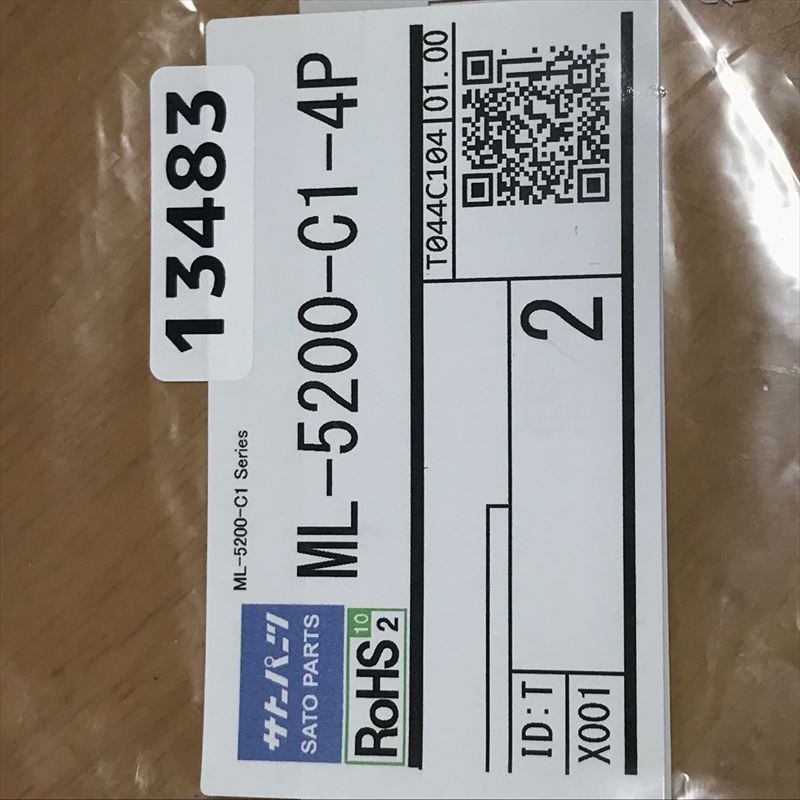 13483
ML-5200-C1 Series
ML-5200-C1-4P
サトーパーツ
SATO PARTS
RoHS 10
2
T044C104 01.00
2
ID:T
X001